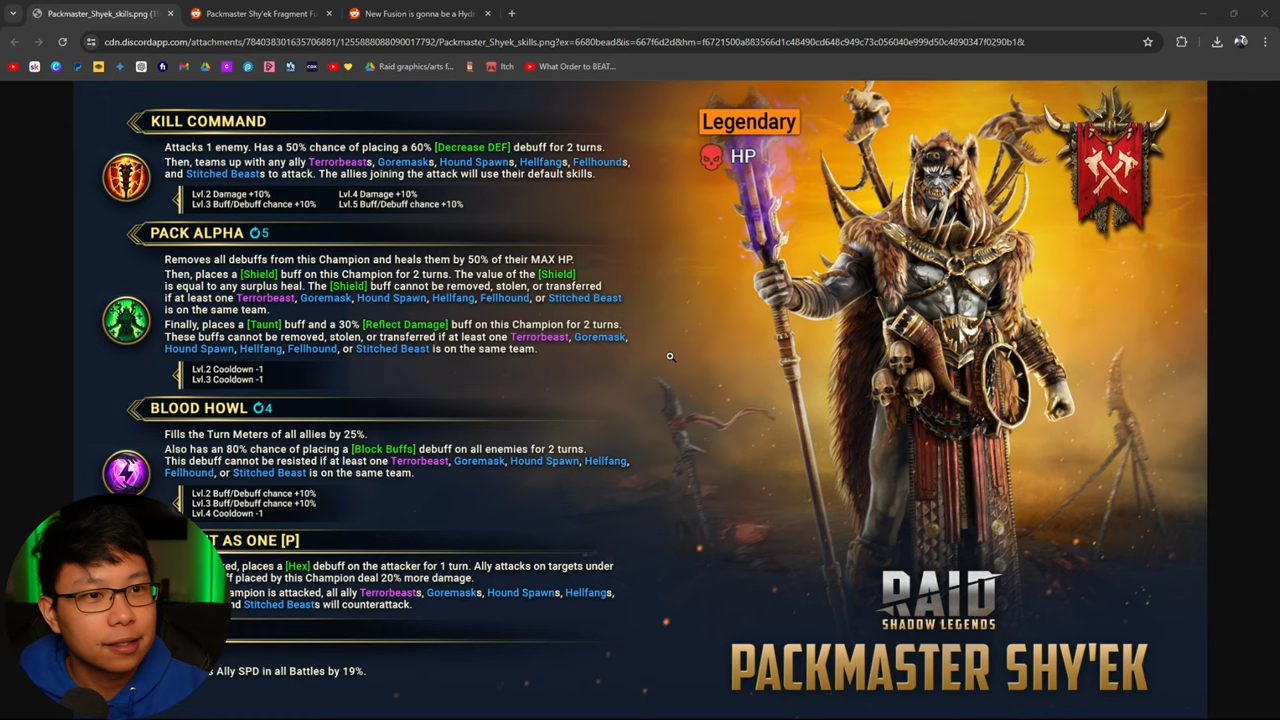 Packmaster_Shyek_skills.png (1
Packmaster Shy'ek Fragment Fu
New Fusion is gonna be a Hydr
cdn.discordapp.com/attachments/784038301635706881/1255888088090017792/Packmaster_Shyek_skills.png?ex=6680bead&is=667f6d2d&hm=f6721500a883566d1c48490cd648c949c73c056040e999d50c4890347f0290b1&
Raid graphics/arts f...
Itch
What Order to BEAT...
KILL COMMAND
Attacks 1 enemy. Has a 50% chance of placing a 60% [Decrease DEF] debuff for 2 turns.
Then, teams up with any ally Terrorbeasts, Goremasks, Hound Spawns, Hellfangs, Fellhounds,
and Stitched Beasts to attack. The allies joining the attack will use their default skills.
Lvl.2 Damage +10% Lvl.4 Damage +10%
Lvl.3 Buff/Debuff chance +10% Lvl.5 Buff/Debuff chance +10%
PACK ALPHA 5
Removes all debuffs from this Champion and heals them by 50% of their MAX HP.
Then, places a [Shield] buff on this Champion for 2 turns. The value of the [Shield]
is equal to any surplus heal. The [Shield] buff cannot be removed, stolen, or transferred
if at least one Terrorbeast, Goremask, Hound Spawn, Hellfang, Fellhound, or Stitched Beast
is on the same team.
Finally, places a [Taunt] buff and a 30% [Reflect Damage] buff on this Champion for 2 turns.
These buffs cannot be removed, stolen, or transferred if at least one Terrorbeast, Goremask,
Hound Spawn, Hellfang, Fellhound, or Stitched Beast is on the same team.
Lvl.2 Cooldown -1
Lvl.3 Cooldown -1
BLOOD HOWL 4
Fills the Turn Meters of all allies by 25%.
Also has an 80% chance of placing a [Block Buffs] debuff on all enemies for 2 turns.
This debuff cannot be resisted if at least one Terrorbeast, Goremask, Hound Spawn, Hellfang,
Fellhound, or Stitched Beast is on the same team.
Lvl.2 Buff/Debuff chance +10%
Lvl.3 Buff/Debuff chance +10%
Lvl.4 Cooldown -1
T AS ONE [P]
red, places a [Hex] debuff on the attacker for 1 turn. Ally attacks on targets under
ff placed by this Champion deal 20% more damage.
hampion is attacked, all ally Terrorbeasts, Goremasks, Hound Spawns, Hellfangs,
nd Stitched Beasts will counterattack.
s Ally SPD in all Battles by 19%.
Legendary
HP
RAID
SHADOW LEGENDS
PACKMASTER SHY'EK